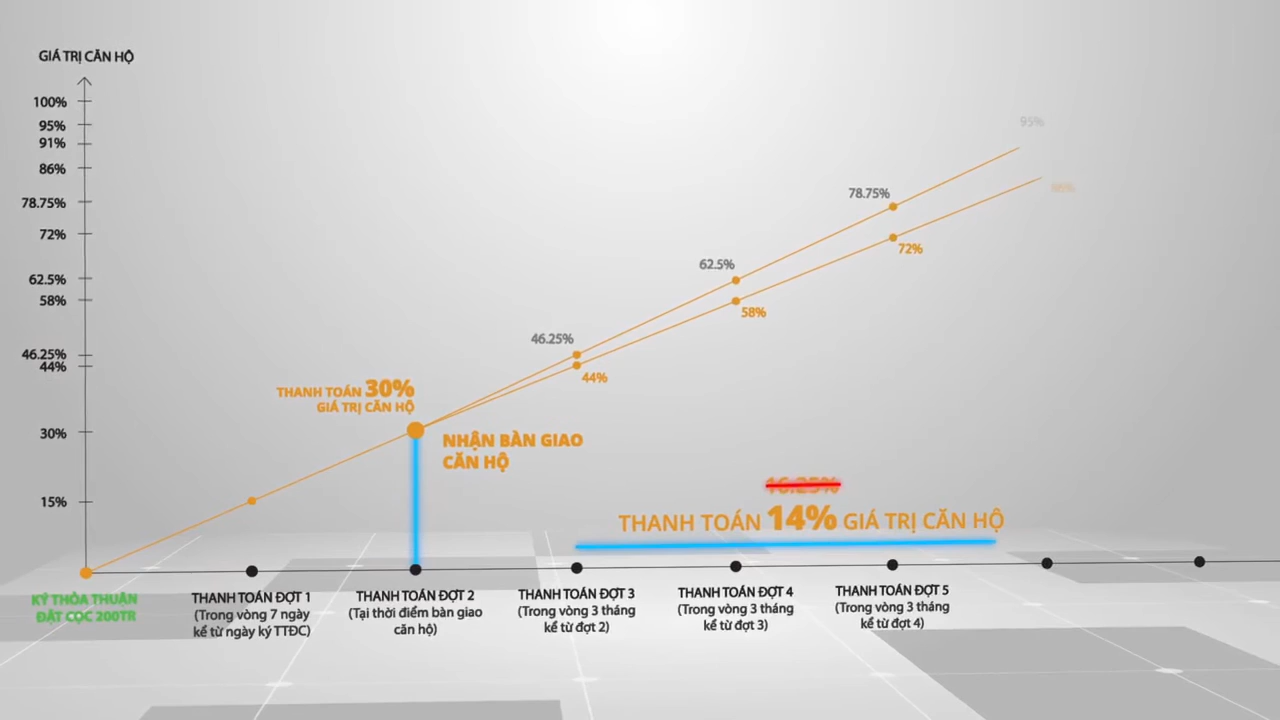 GIÁ TRỊ CĂN HỘ
100%
95%
91%
86%
78.75%
72%
62.5%
58%
46.25%
44%
30%
15%
95%
86%
78.75%
72%
62.5%
58%
46.25%
44%
THANH TOÁN 30%
GIÁ TRỊ CĂN HỘ
NHẬN BÀN GIAO
CĂN HỘ
16.25%
THANH TOÁN 14% GIÁ TRỊ CĂN HỘ
KÝ THỎA THUẬN
ĐẶT CỌC 200TR
THANH TOÁN ĐỢT 1
(Trong vòng 7 ngày
kể từ ngày ký TTĐC)
THANH TOÁN ĐỢT 2
(Tại thời điểm bàn giao
căn hộ)
THANH TOÁN ĐỢT 3
(Trong vòng 3 tháng
kể từ đợt 2)
THANH TOÁN ĐỢT 4
(Trong vòng 3 tháng
kể từ đợt 3)
THANH TOÁN ĐỢT 5
(Trong vòng 3 tháng
kể từ đợt 4)